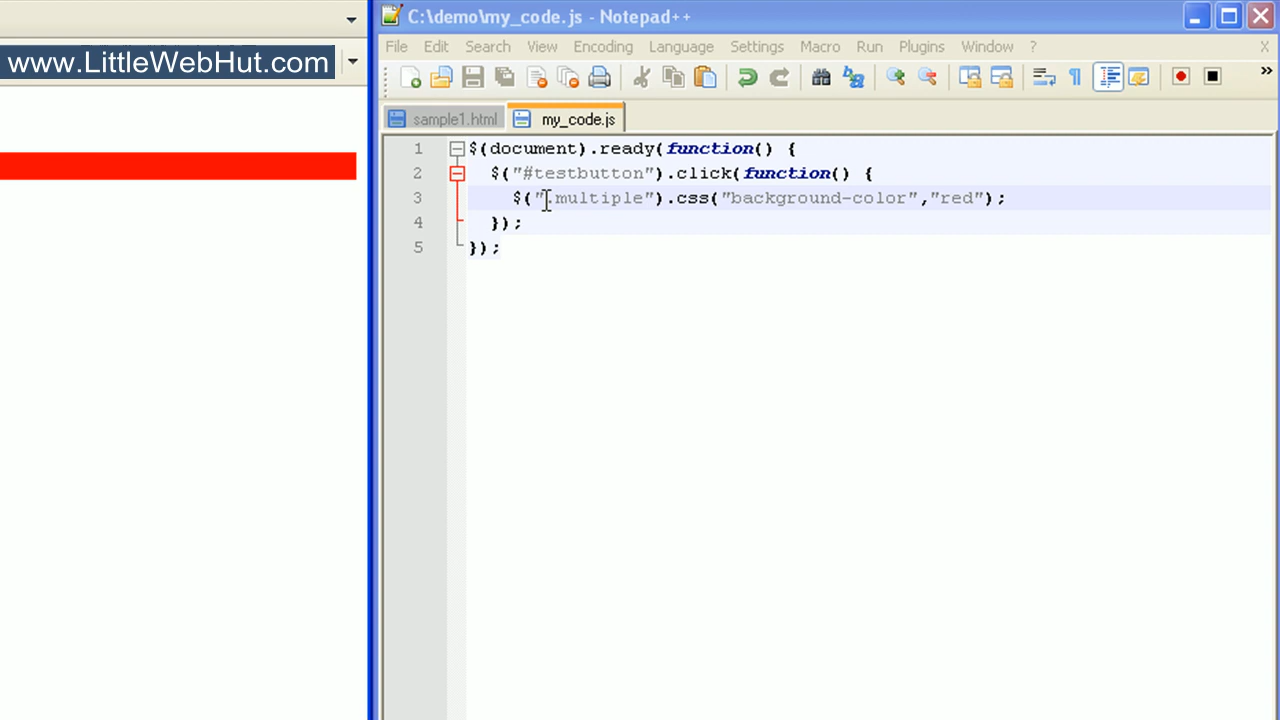 C:\demo\my_code.js - Notepad++
www.LittleWebHut.com
File Edit Search View Encoding Language Settings Macro Run Plugins Window ? X
sample1.html my_code.js
1 $(document).ready(function() {
2 $("#testbutton").click(function() {
3 $(".multiple").css("background-color","red");
4 });
5 });